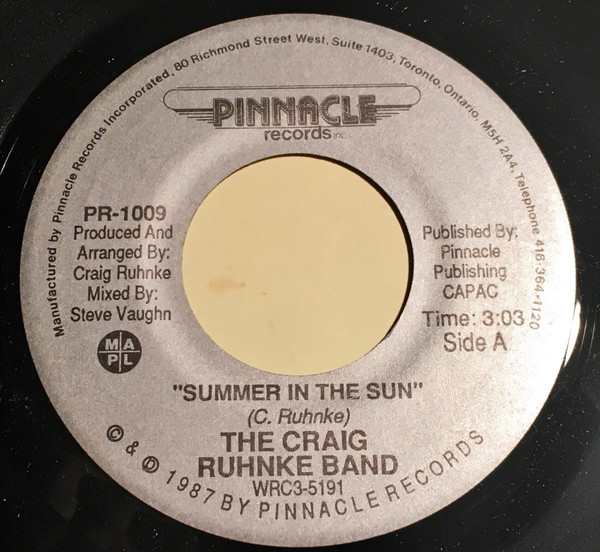 Manufactured by Pinnacle Records Incorporated, 80 Richmond Street West, Suite 1403, Toronto, Ontario, M5H 2A4, Telephone 416-364-1120
PINNACLE
records inc.
PR-1009
Produced And
Arranged By:
Craig Ruhnke
Mixed By:
Steve Vaughn
MAPL
Published By:
Pinnacle
Publishing
CAPAC
Time: 3:03
Side A
"SUMMER IN THE SUN"
(C. Ruhnke)
THE CRAIG
RUHNKE BAND
WRC3-5191
© & ℗ 1987 BY PINNACLE RECORDS